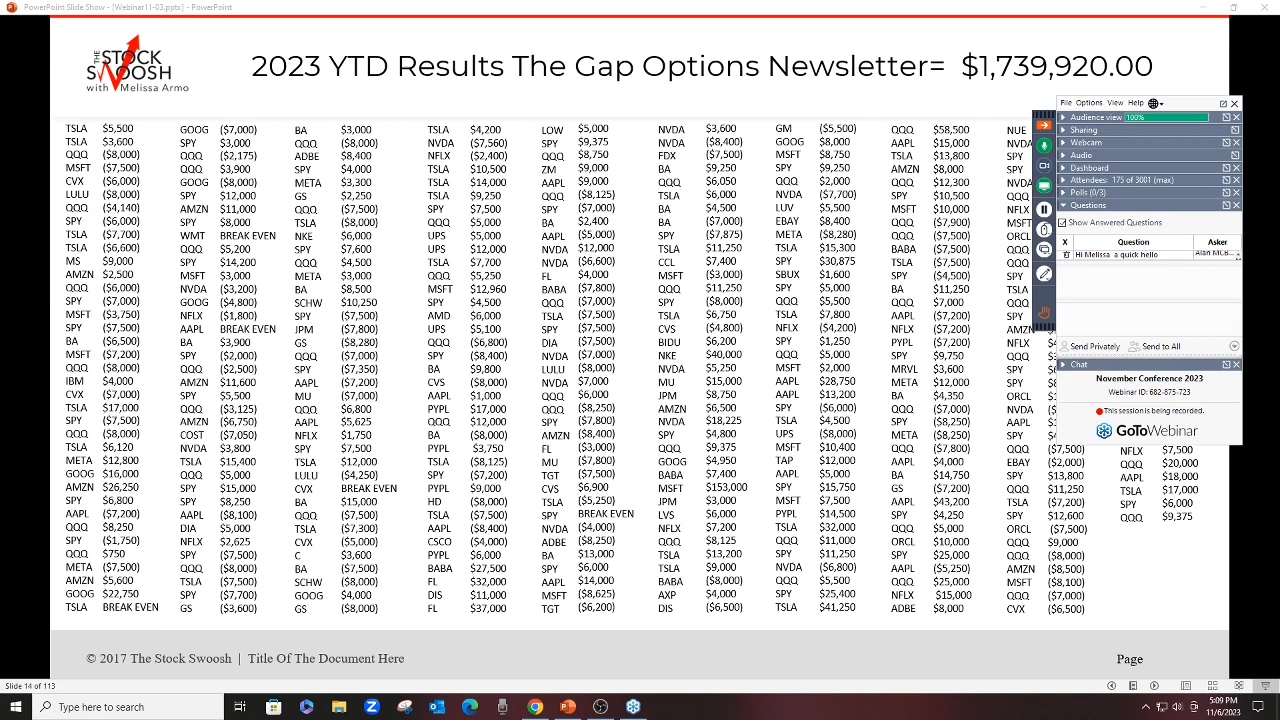 PowerPoint Slide Show - [Webinar11-03.pptx] - PowerPoint
THE STOCK SWOOSH
with Melissa Armo
2023 YTD Results The Gap Options Newsletter= $1,739,920.00
TSLA $5,500
TSLA $3,600
QQQ ($8,000)
MSFT ($7,500)
CVX ($6,000)
LULU ($8,000)
QQQ ($4,140)
SPY ($6,000)
TSLA ($7,700)
TSLA ($6,600)
MS $9,000
AMZN $2,500
QQQ ($6,000)
SPY ($7,000)
MSFT ($3,750)
SPY ($7,500)
BA ($6,500)
MSFT ($7,200)
QQQ ($8,000)
IBM $4,000
CVX ($7,000)
TSLA $17,000
SPY ($7,500)
QQQ ($8,000)
TSLA $6,120
META $12,800
GOOG $16,000
AMZN $26,250
SPY $6,800
AAPL ($7,200)
QQQ $8,250
SPY ($1,750)
QQQ $750
META ($7,500)
AMZN $5,600
GOOG $22,750
TSLA BREAK EVEN
GOOG ($7,000)
SPY $3,000
QQQ ($2,175)
QQQ $3,900
GOOG ($8,000)
SPY $12,000
AMZN $11,000
SPY $8,000
WMT BREAK EVEN
QQQ $5,200
SPY $14,200
MSFT $3,000
NVDA ($3,200)
GOOG ($4,800)
NFLX ($1,800)
AAPL BREAK EVEN
BA $3,900
SPY ($2,000)
QQQ ($2,500)
AMZN $11,600
SPY $5,500
QQQ ($3,125)
AMZN ($6,750)
COST ($7,050)
NVDA $3,800
TSLA $15,400
QQQ $5,000
SPY $15,000
SPY $8,250
AAPL ($8,100)
DIA $5,000
NFLX $2,625
SPY ($7,500)
QQQ ($8,000)
TSLA ($7,500)
SPY ($7,700)
GS ($3,600)
BA $3,000
QQQ ($8,000)
ADBE $8,400
SPY $4,000
META $3,300
GS $2,250
QQQ ($7,500)
TSLA ($8,000)
NKE $6,000
SPY $7,600
QQQ $4,500
META $3,000
BA $8,500
SCHW $10,250
SPY ($7,500)
JPM ($7,800)
GS ($8,280)
QQQ ($7,000)
SPY ($7,330)
AAPL ($7,200)
MU ($7,000)
QQQ $6,800
AAPL $5,625
NFLX $1,750
SPY $7,500
TSLA $12,000
LULU ($4,250)
CVX BREAK EVEN
BA $15,000
QQQ ($7,500)
TSLA ($7,300)
CVX ($5,000)
C $3,600
BA ($7,500)
SCHW ($8,000)
GOOG $4,000
GS ($8,000)
TSLA $4,200
NVDA ($7,560)
NFLX ($2,400)
TSLA $10,500
TSLA $14,000
TSLA $9,250
SPY $7,500
QQQ $5,000
UPS $5,000
UPS $12,000
TSLA $7,700
QQQ $5,250
MSFT $12,960
SPY $4,500
AMD $6,000
UPS $5,100
QQQ ($6,800)
SPY ($8,400)
BA $9,800
CVS ($8,000)
AAPL $1,000
PYPL $17,000
QQQ $12,000
BA ($8,000)
PYPL $3,750
TSLA ($8,125)
SPY ($7,200)
PYPL $9,000
HD ($8,000)
TSLA ($7,500)
AAPL ($8,400)
CSCO ($4,000)
PYPL $6,000
BABA $27,500
FL $32,000
DIS $11,000
FL $37,000
LOW $5,000
SPY $9,375
QQQ $8,750
ZM $9,000
AAPL $9,000
QQQ ($8,125)
SPY ($7,000)
BA $2,400
AAPL ($5,000)
NVDA $12,000
QQQ ($7,500)
FL $4,000
BABA ($7,800)
QQQ ($7,000)
QQQ ($7,500)
SPY ($7,500)
DIA ($7,500)
NVDA ($7,000)
LULU ($8,000)
NVDA $7,000
QQQ $6,000
QQQ ($8,250)
SPY ($7,800)
AMZN ($8,400)
FL ($3,000)
MU ($7,800)
TGT ($7,500)
CVS $6,900
TSLA ($5,250)
SPY BREAK EVEN
NVDA ($4,000)
ADBE ($8,250)
BA $13,000
SPY $6,000
AAPL $14,000
MSFT ($8,625)
TGT ($6,200)
NVDA $3,600
NVDA ($8,400)
FDX ($7,500)
BA $9,250
QQQ $6,050
TSLA $6,000
BA $4,500
BA ($7,000)
SPY ($7,875)
TSLA $11,250
CCL $7,400
MSFT ($3,000)
QQQ $11,250
SPY ($8,000)
TSLA $6,750
CVS ($4,800)
BIDU $6,200
NKE $40,000
NVDA $5,250
MU $15,000
JPM $8,750
AMZN $6,500
NVDA $18,225
SPY $4,800
QQQ $9,375
GOOG $4,950
BABA $7,400
MSFT $153,000
JPM $3,000
LVS $6,000
NFLX $7,200
QQQ $8,125
TSLA $13,200
TSLA $9,000
BABA ($8,000)
AXP $4,000
DIS ($6,500)
GM ($5,500)
GOOG $8,000
MSFT $8,750
SPY $9,250
QQQ ($2,000)
NVDA ($7,700)
LUV $5,500
EBAY $8,400
META ($8,280)
TSLA $15,300
SPY $30,875
SBUX $1,600
SPY $5,000
QQQ $5,500
TSLA $7,800
NFLX ($4,200)
SPY $1,250
QQQ $5,000
MSFT $2,000
AAPL $28,750
AAPL $13,200
SPY ($6,000)
TSLA $4,500
UPS ($8,000)
MSFT $10,400
TAP $12,000
AAPL $5,000
SPY $15,750
MSFT $7,500
PYPL $14,500
TSLA $32,000
QQQ $11,000
SPY $11,250
NVDA ($6,800)
QQQ $5,500
SPY $25,400
TSLA $41,250
QQQ $58,500
AAPL $15,000
TSLA $13,800
AMZN $8,000
QQQ $12,300
SPY $10,500
MSFT $10,000
QQQ ($7,900)
BABA ($7,500)
TSLA ($7,500)
SPY ($4,500)
BA $11,250
QQQ $7,000
AAPL ($7,000)
NFLX ($7,200)
PYPL ($7,200)
SPY $9,750
MRVL $3,600
META $12,000
BA $4,350
QQQ ($7,500)
SPY ($8,250)
META ($8,250)
QQQ ($7,800)
AAPL $4,000
BA $14,750
GS ($7,200)
AAPL $43,200
SPY $4,250
QQQ $5,000
ORCL $10,000
SPY $25,000
AAPL ($5,250)
QQQ $25,000
NFLX $15,000
ADBE $8,000
NUE
NVDA
SPY
QQQ
NVDA
SPY
NFLX
MSF
ORCL
QQQ
SPY
SPY
TSLA
QQQ
QQQ
AMZN
NFLX
QQQ
MSFT
TSLA
ORCL
NVDA
AAPL
SPY
QQQ ($7,500)
EBAY ($2,000)
SPY $13,800
QQQ $11,250
TSLA ($7,200)
SPY $12,600
ORCL ($7,500)
QQQ $9,000
QQQ ($8,000)
AMZN ($8,500)
MSFT ($8,100)
QQQ ($7,000)
CVX ($6,500)
NFLX $7,500
QQQ $20,000
AAPL $18,000
TSLA $17,000
SPY $6,000
QQQ $9,375
File Options View Help
Audience view 100%
Sharing
Webcam
Audio
Dashboard
Attendees: 175 of 3001 (max)
Polls (0/3)
Questions
Show Answered Questions
X Question Asker
Hi Melissa a quick hello Alan MCB...
Send Privately Send to All
Chat
November Conference 2023
Webinar ID: 682-875-723
This session is being recorded.
GoToWebinar
© 2017 The Stock Swoosh | Title Of The Document Here Page
Slide 14 of 113
Type here to search
5:09 PM
11/6/2023